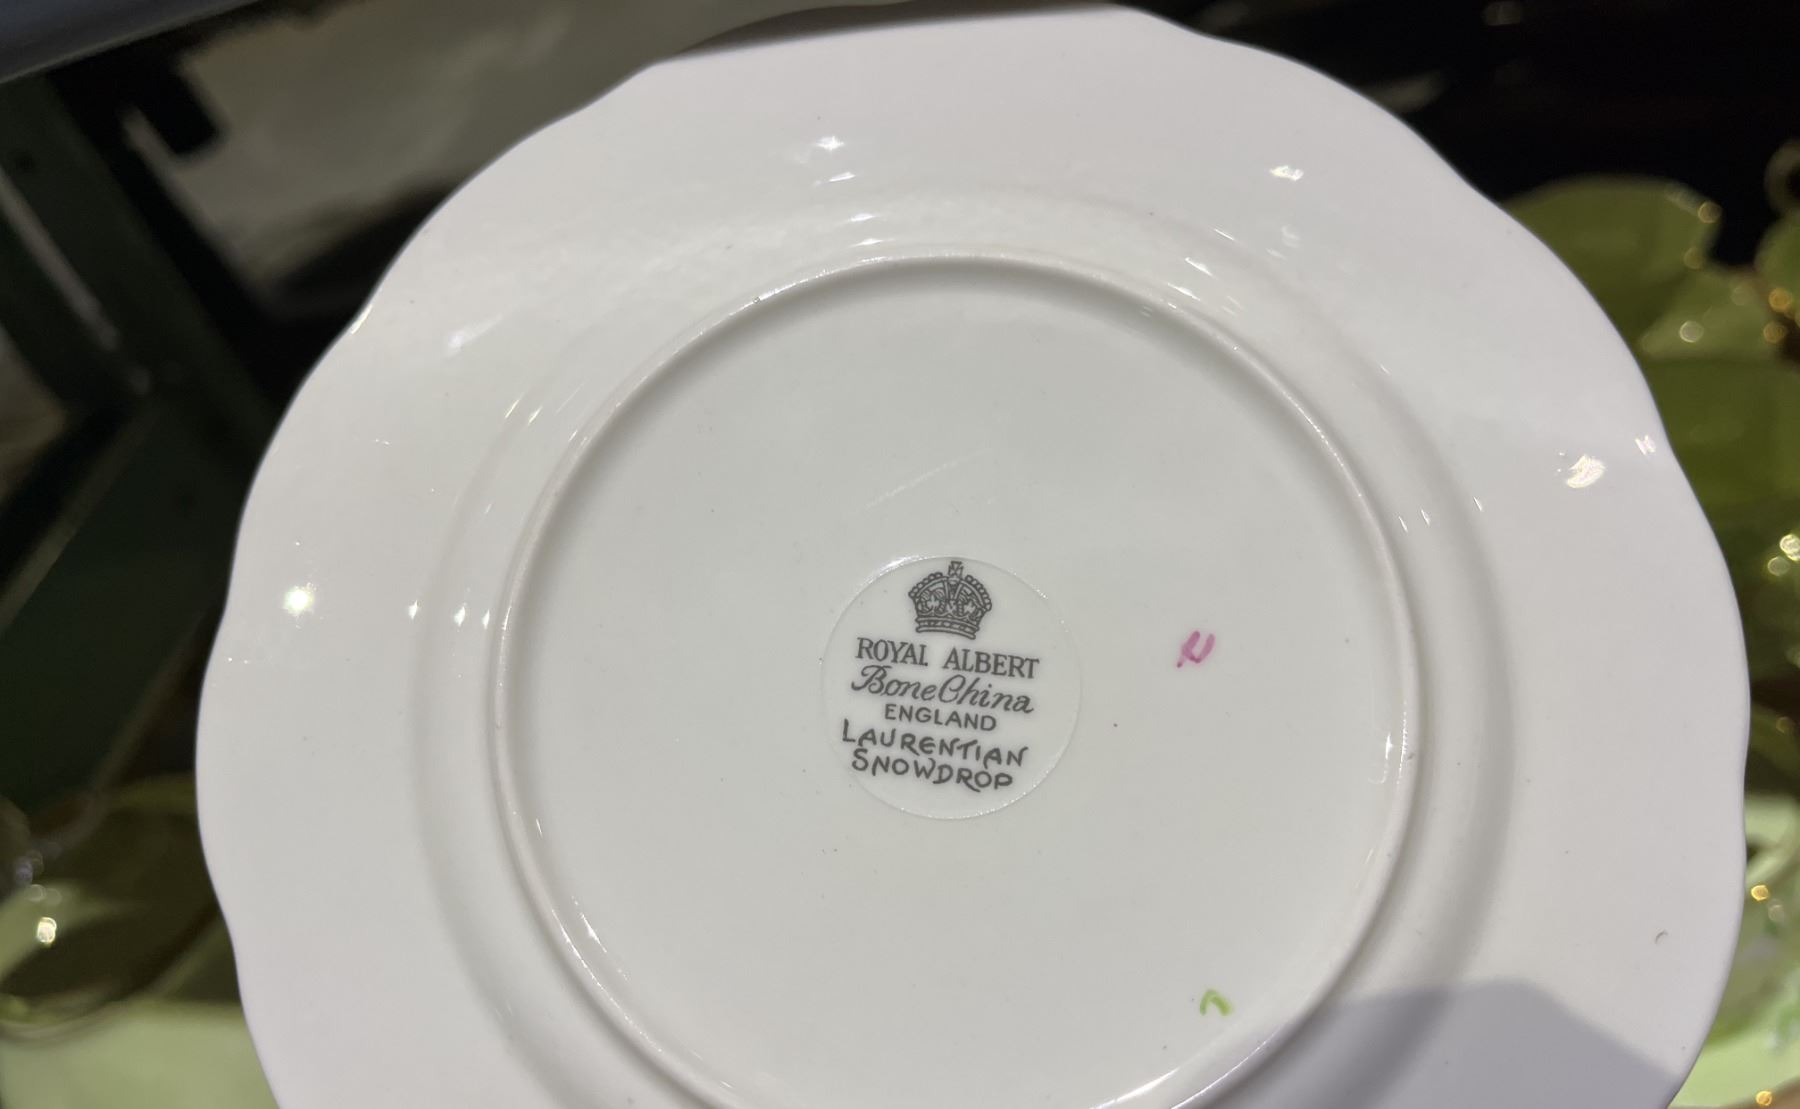 ROYAL ALBERT
Bone China
ENGLAND
LAURENTIAN
SNOWDROP